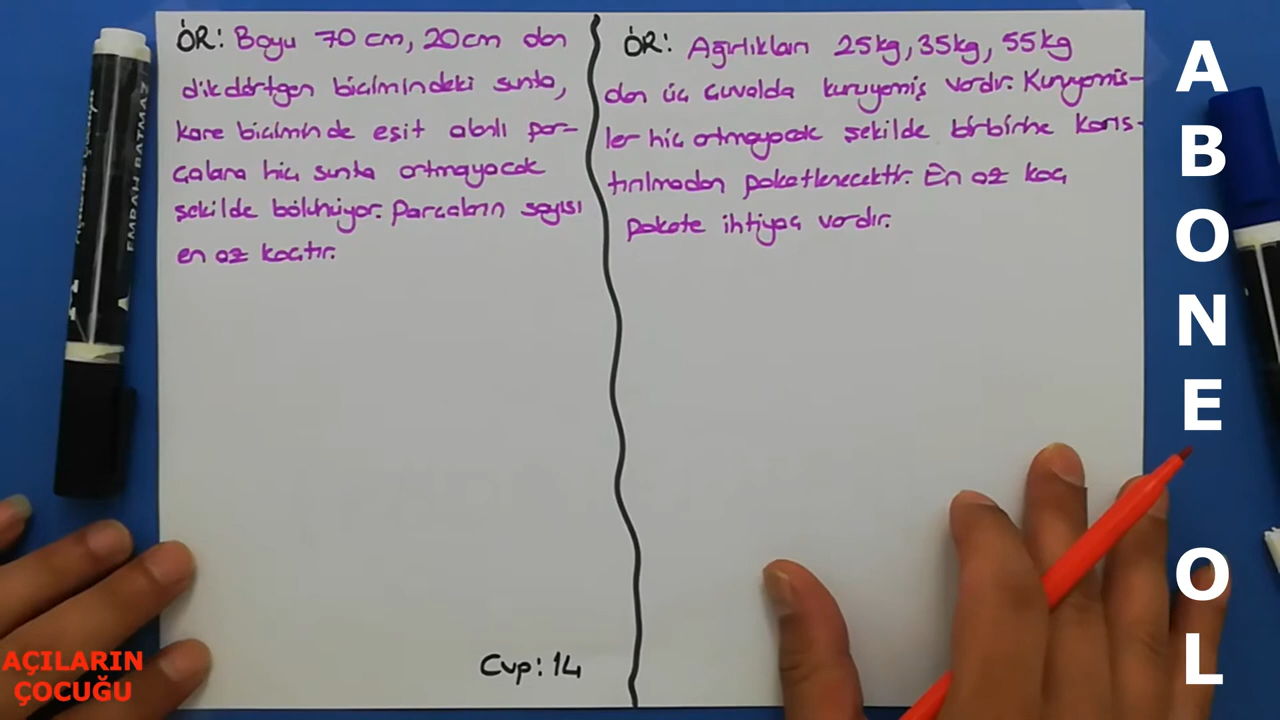 ÖR: Boyu 70 cm, 20cm olan
dikdörtgen biçimindeki sunta,
kare biçiminde eşit alanlı par-
çalara hiç sunta artmayacak
şekilde bölünüyor. Parçaların sayısı
en az kaçtır.
Cvp: 14
ÖR: Ağırlıkları 25kg, 35kg, 55kg
olan üç çuvalda kuruyemiş vardır. Kuruyemiş-
ler hiç artmayacak şekilde birbirine karış-
tırılmadan paketlenecektir. En az kaç
pakete ihtiyaç vardır.
ABONE
OL
AÇILARIN
ÇOCUĞU